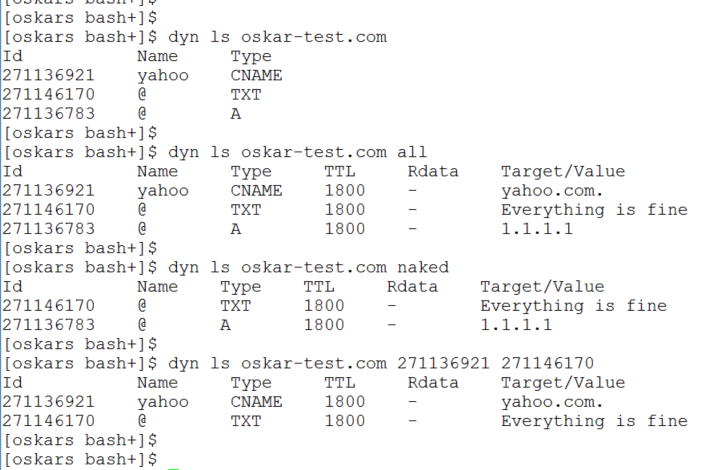 [oskars bash+]$
[oskars bash+]$
[oskars bash+]$ dyn ls oskar-test.com
Id Name Type
271136921 yahoo CNAME
271146170 @ TXT
271136783 @ A
[oskars bash+]$
[oskars bash+]$ dyn ls oskar-test.com all
Id Name Type TTL Rdata Target/Value
271136921 yahoo CNAME 1800 - yahoo.com.
271146170 @ TXT 1800 - Everything is fine
271136783 @ A 1800 - 1.1.1.1
[oskars bash+]$
[oskars bash+]$ dyn ls oskar-test.com naked
Id Name Type TTL Rdata Target/Value
271146170 @ TXT 1800 - Everything is fine
271136783 @ A 1800 - 1.1.1.1
[oskars bash+]$
[oskars bash+]$ dyn ls oskar-test.com 271136921 271146170
Id Name Type TTL Rdata Target/Value
271136921 yahoo CNAME 1800 - yahoo.com.
271146170 @ TXT 1800 - Everything is fine
[oskars bash+]$
[oskars bash+]$ _